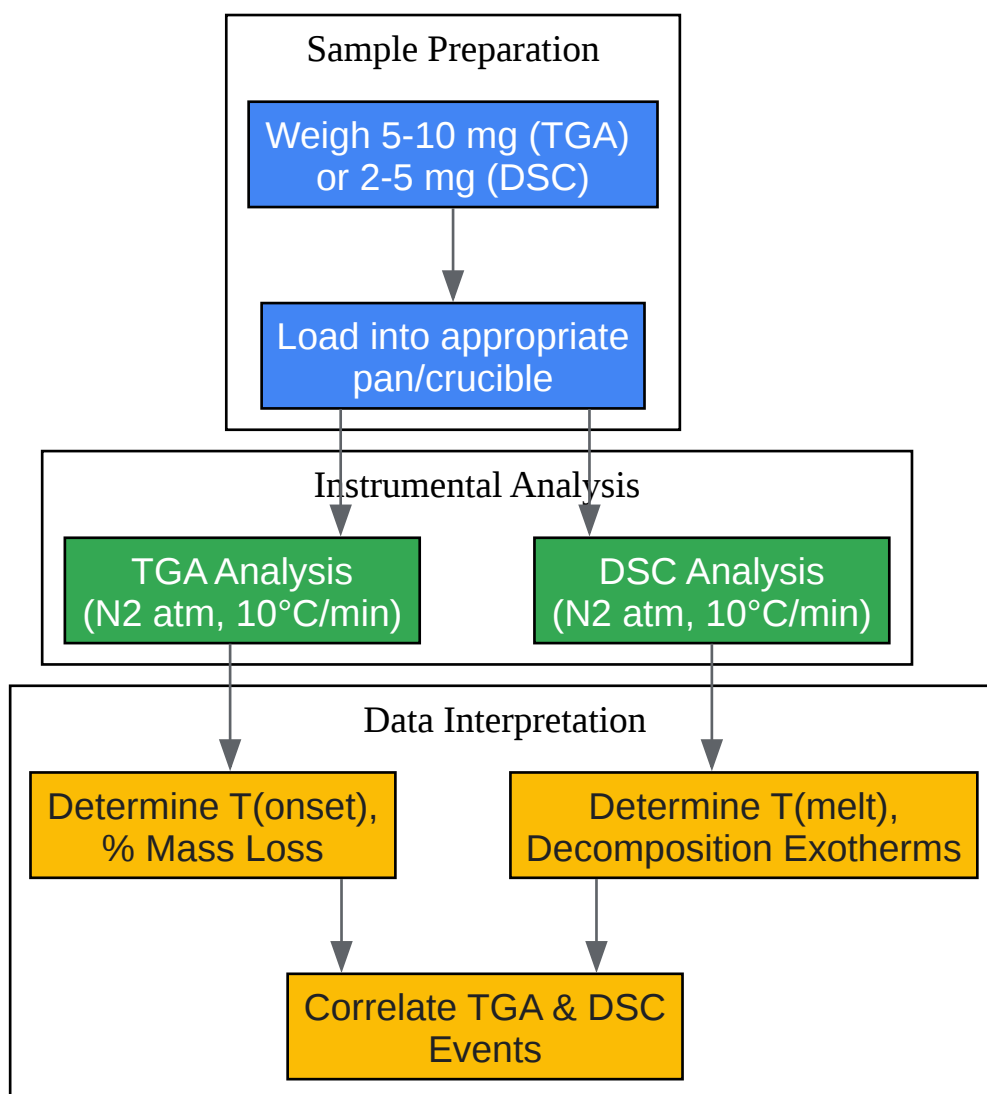 Sample Preparation
Weigh 5-10 mg (TGA)
or 2-5 mg (DSC)
Load into appropriate
pan/crucible
Instrumental Analysis
TGA Analysis
(N2 atm, 10°C/min)
DSC Analysis
(N2 atm, 10°C/min)
Data Interpretation
Determine T(onset),
% Mass Loss
Determine T(melt),
Decomposition Exotherms
Correlate TGA & DSC
Events